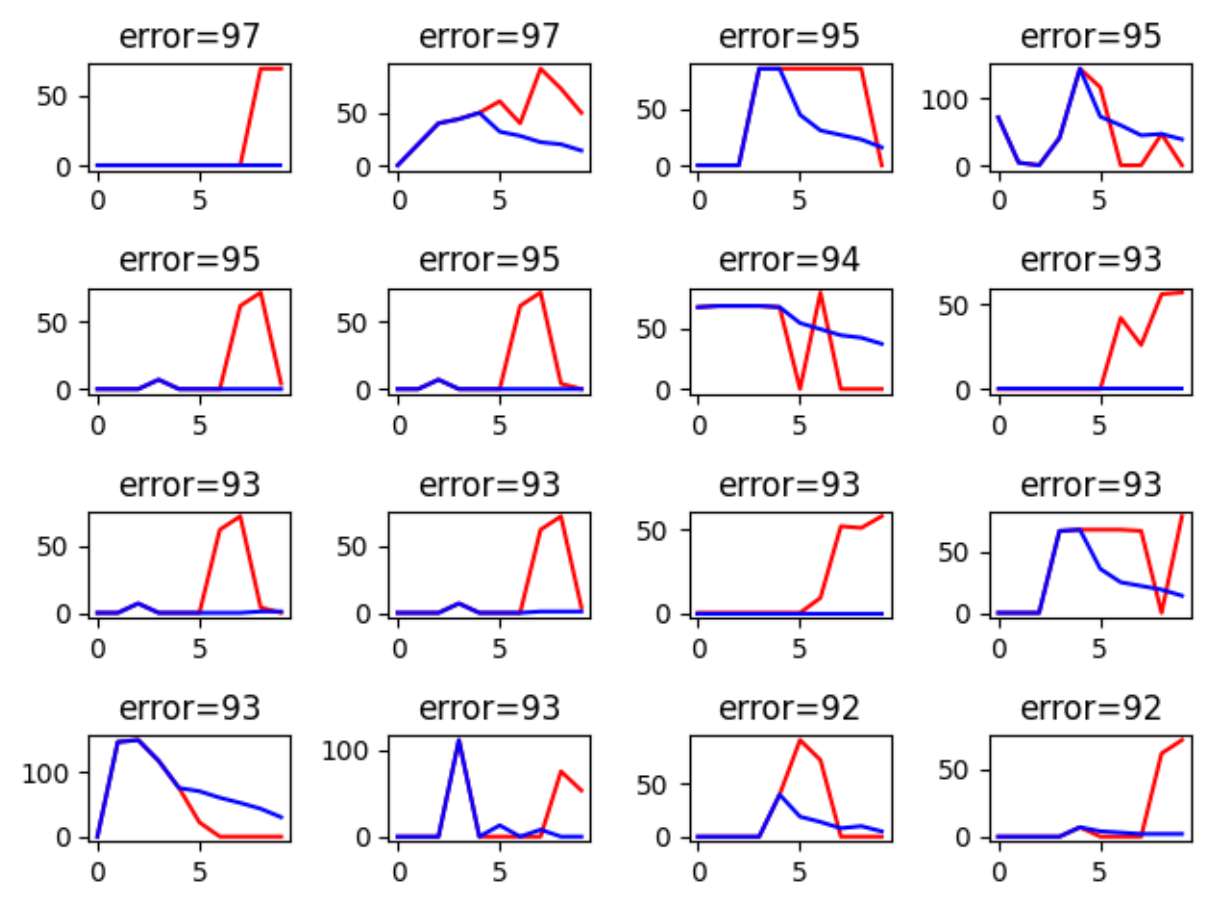 error=97 error=97 error=95 error=95
50 50 50 100
0 0 0 0
0 5 0 5 0 5 0 5
error=95 error=95 error=94 error=93
50 50 50 50
0 0 0 0
0 5 0 5 0 5 0 5
error=93 error=93 error=93 error=93
50 50 50 50
0 0 0 0
0 5 0 5 0 5 0 5
error=93 error=93 error=92 error=92
100 100 50 50
0 0 0 0
0 5 0 5 0 5 0 5